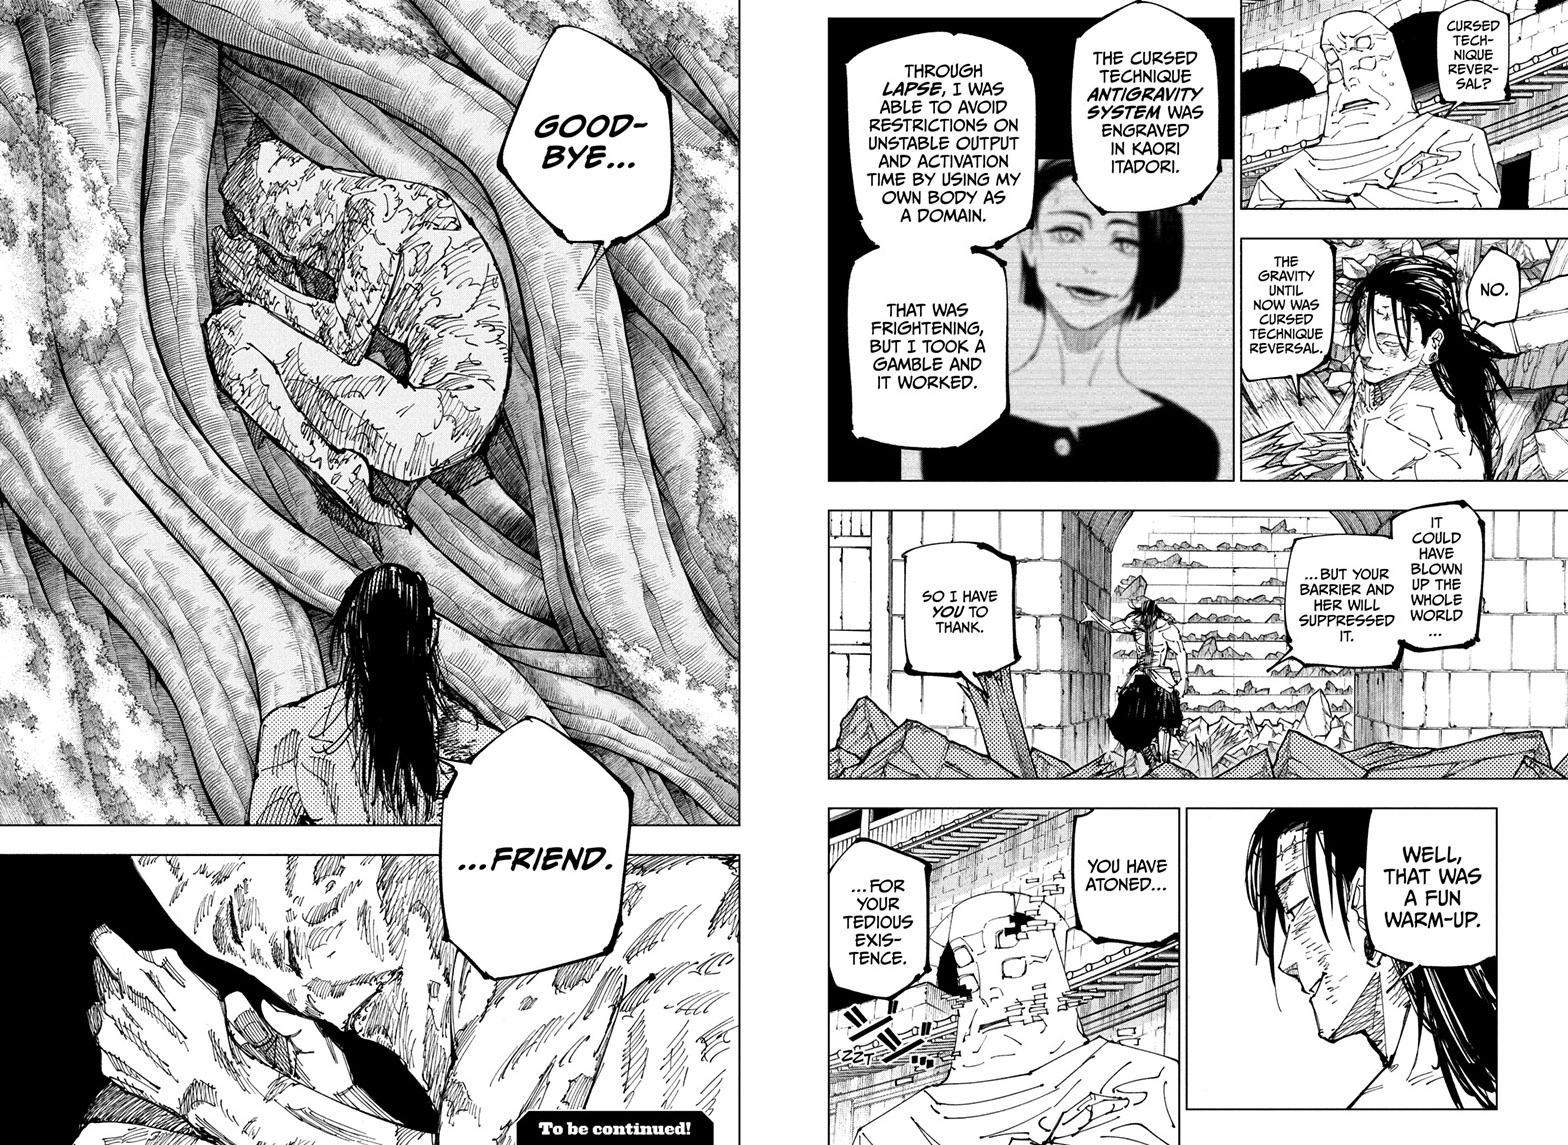 CURSED
TECH-
NIQUE
REVER-
SAL?
THE CURSED
TECHNIQUE
ANTIGRAVITY
SYSTEM WAS
ENGRAVED
IN KAORI
ITADORI.
THROUGH
LAPSE, I WAS
ABLE TO AVOID
RESTRICTIONS ON
UNSTABLE OUTPUT
AND ACTIVATION
TIME BY USING MY
OWN BODY AS
A DOMAIN.
THAT WAS
FRIGHTENING,
BUT I TOOK A
GAMBLE AND
IT WORKED.
NO.
THE
GRAVITY
UNTIL
NOW WAS
CURSED
TECHNIQUE
REVERSAL.
IT
COULD
HAVE
BLOWN
UP THE
WHOLE
WORLD
...
...BUT YOUR
BARRIER AND
HER WILL
SUPPRESSED
IT.
SO I HAVE
YOU TO
THANK.
WELL,
THAT WAS
A FUN
WARM-UP.
YOU HAVE
ATONED...
...FOR
YOUR
TEDIOUS
EXIS-
TENCE.
ZZT
GOOD-
BYE...
...FRIEND.
To be continued!